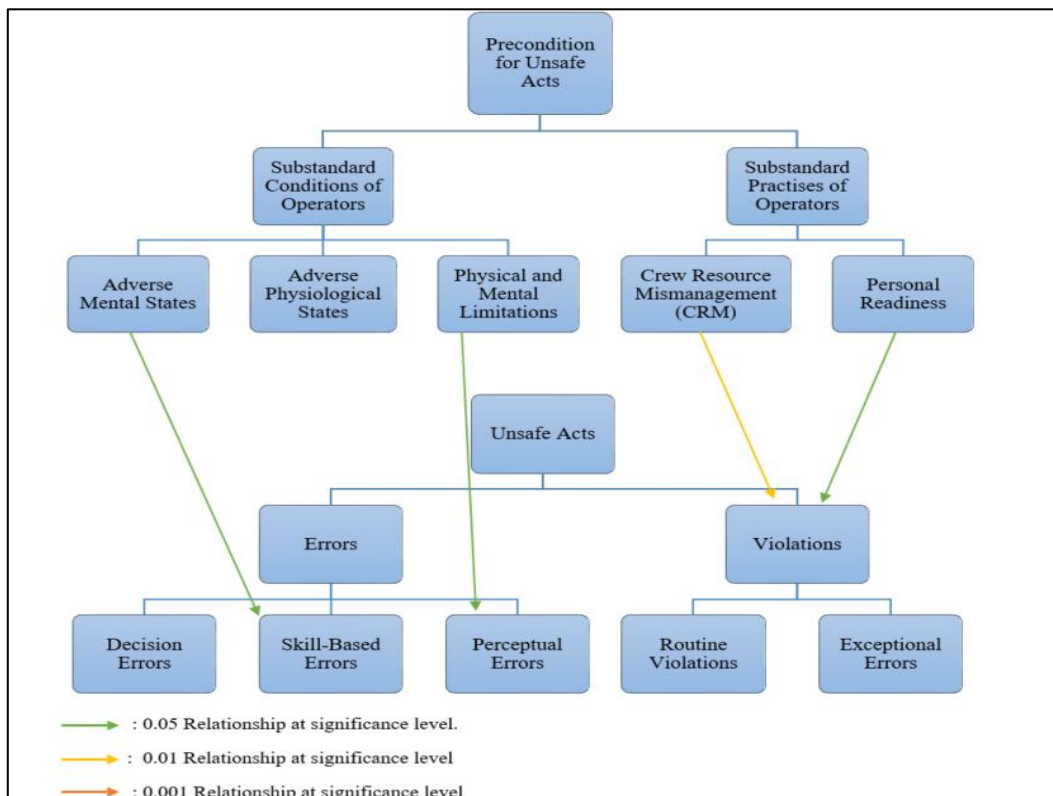 Precondition
for Unsafe
Acts
Substandard
Conditions of
Operators
Substandard
Practises of
Operators
Adverse
Mental States
Adverse
Physiological
States
Physical and
Mental
Limitations
Crew Resource
Mismanagement
(CRM)
Personal
Readiness
Unsafe Acts
Errors
Violations
Decision
Errors
Skill-Based
Errors
Perceptual
Errors
Routine
Violations
Exceptional
Errors
: 0.05 Relationship at significance level.
: 0.01 Relationship at significance level
: 0.001 Relationship at significance level